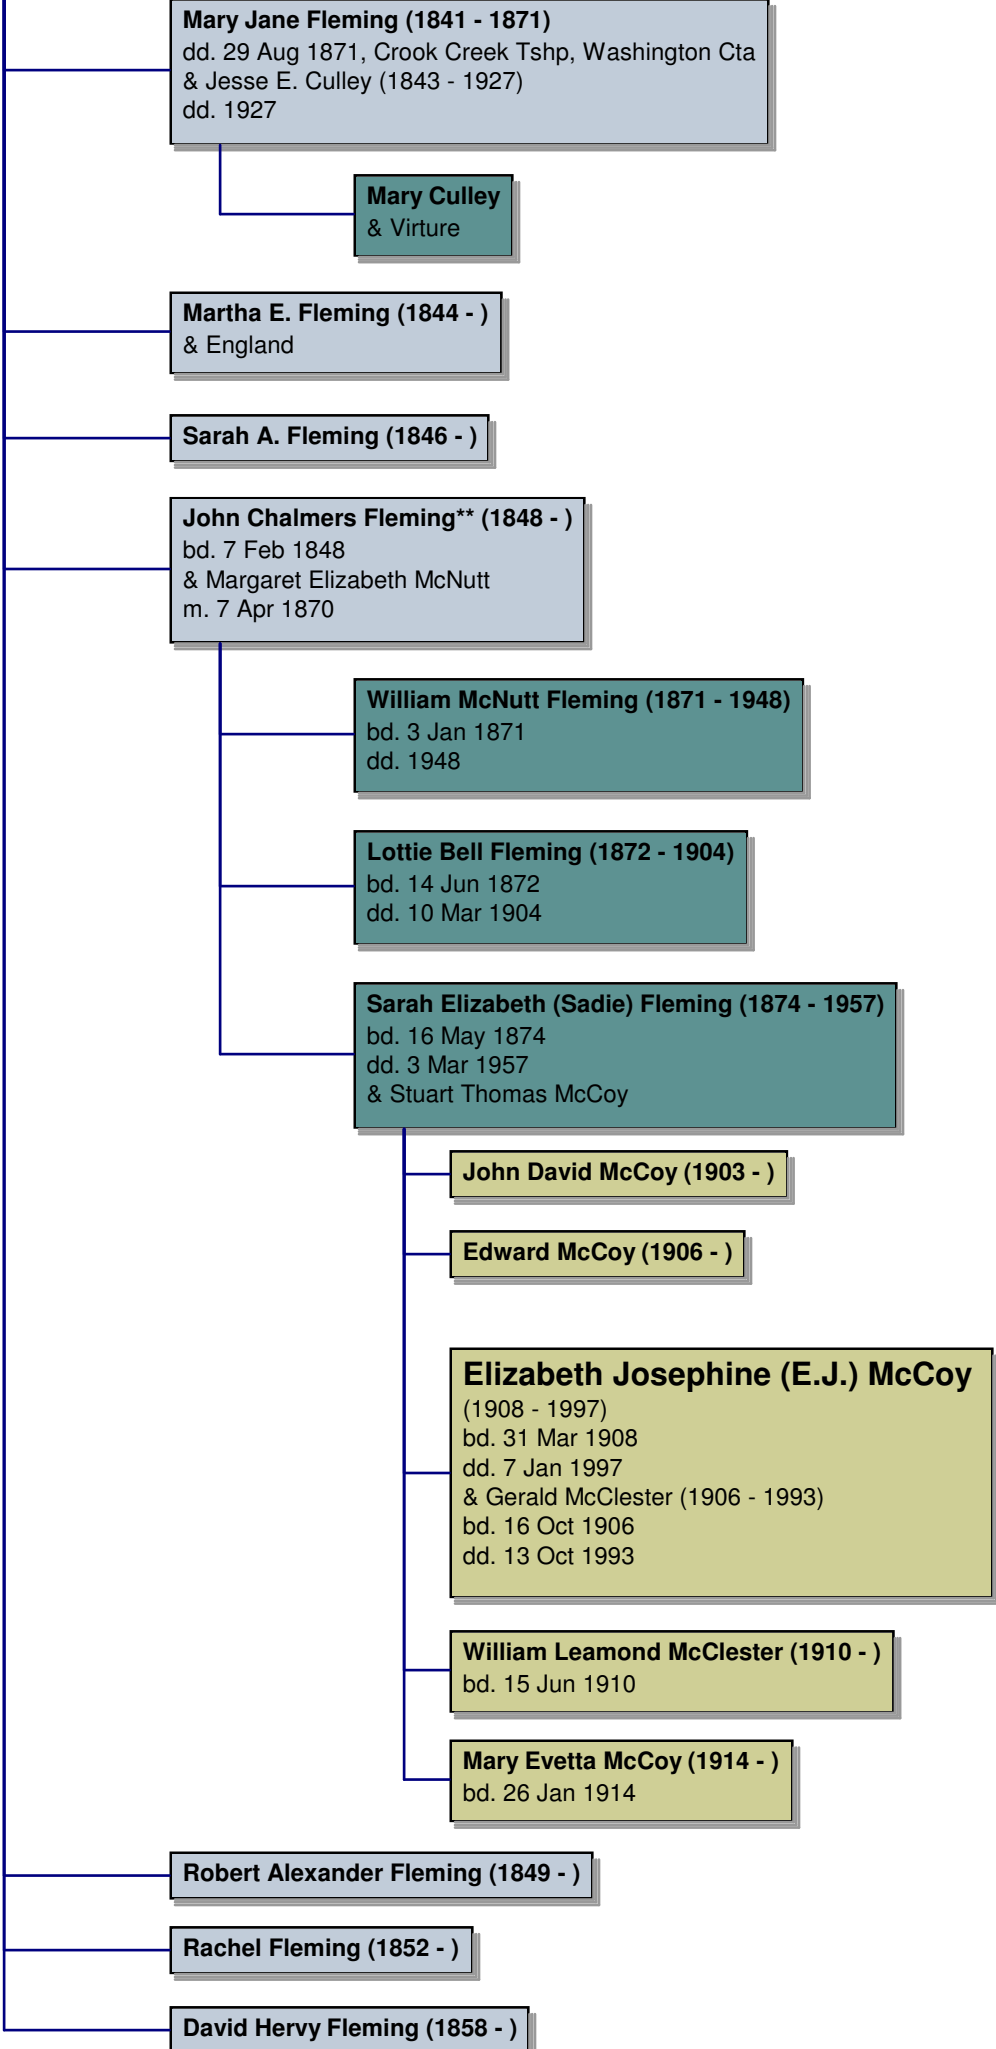 Mary Jane Fleming (1841 - 1871)
dd. 29 Aug 1871, Crook Creek Tshp, Washington Cta
& Jesse E. Culley (1843 - 1927)
dd. 1927
Mary Culley
& Virture
Martha E. Fleming (1844 - )
& England
Sarah A. Fleming (1846 - )
John Chalmers Fleming** (1848 - )
bd. 7 Feb 1848
& Margaret Elizabeth McNutt
m. 7 Apr 1870
William McNutt Fleming (1871 - 1948)
bd. 3 Jan 1871
dd. 1948
Lottie Bell Fleming (1872 - 1904)
bd. 14 Jun 1872
dd. 10 Mar 1904
Sarah Elizabeth (Sadie) Fleming (1874 - 1957)
bd. 16 May 1874
dd. 3 Mar 1957
& Stuart Thomas McCoy
John David McCoy (1903 - )
Edward McCoy (1906 - )
Elizabeth Josephine (E.J.) McCoy
(1908 - 1997)
bd. 31 Mar 1908
dd. 7 Jan 1997
& Gerald McClester (1906 - 1993)
bd. 16 Oct 1906
dd. 13 Oct 1993
William Leamond McClester (1910 - )
bd. 15 Jun 1910
Mary Evetta McCoy (1914 - )
bd. 26 Jan 1914
Robert Alexander Fleming (1849 - )
Rachel Fleming (1852 - )
David Hervy Fleming (1858 - )